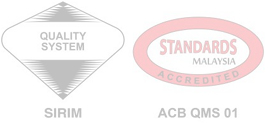 QUALITY
SYSTEM
SIRIM
STANDARDS
MALAYSIA
ACCREDITED
ACB QMS 01